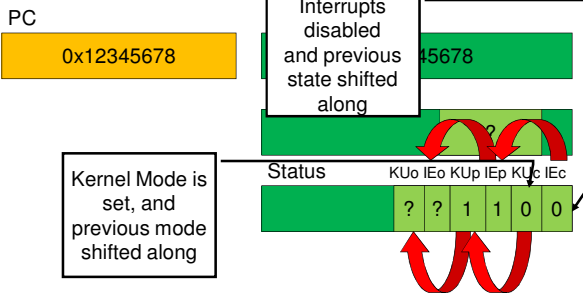 PC
0x12345678
Interrupts
disabled
and previous
state shifted
along
45678
?
Status
KUo IEo KUp IEp KUc IEc
? ? 1 1 0 0
Kernel Mode is
set, and
previous mode
shifted along